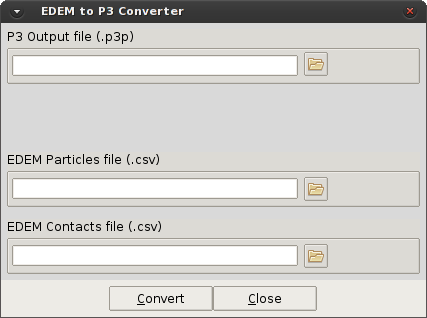 EDEM to P3 Converter
P3 Output file (.p3p)
EDEM Particles file (.csv)
EDEM Contacts file (.csv)
Convert Close